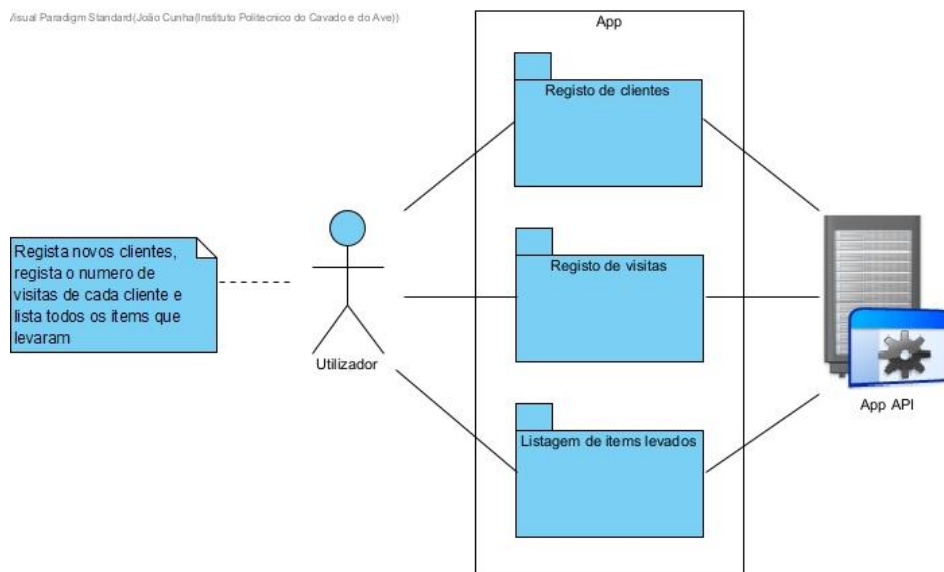 Visual Paradigm Standard(João Cunha(Instituto Politecnico do Cavado e do Ave))
App
Registo de clientes
Regista novos clientes,
regista o numero de
visitas de cada cliente e
lista todos os items que
levaram
Utilizador
Registo de visitas
Listagem de items levados
App API